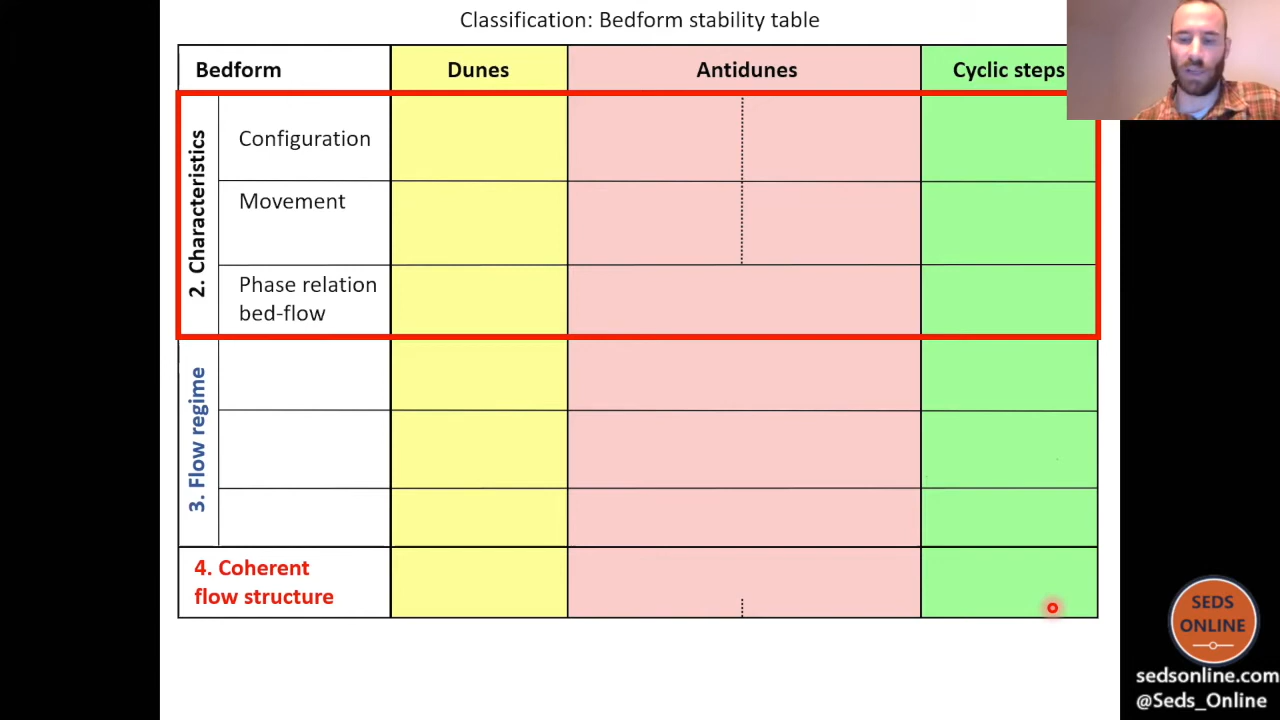 Classification: Bedform stability table
Bedform
Dunes
Antidunes
Cyclic steps
2. Characteristics
Configuration
Movement
Phase relation
bed-flow
3. Flow regime
4. Coherent
flow structure
SEDS
ONLINE
sedsonline.com
@Seds_Online